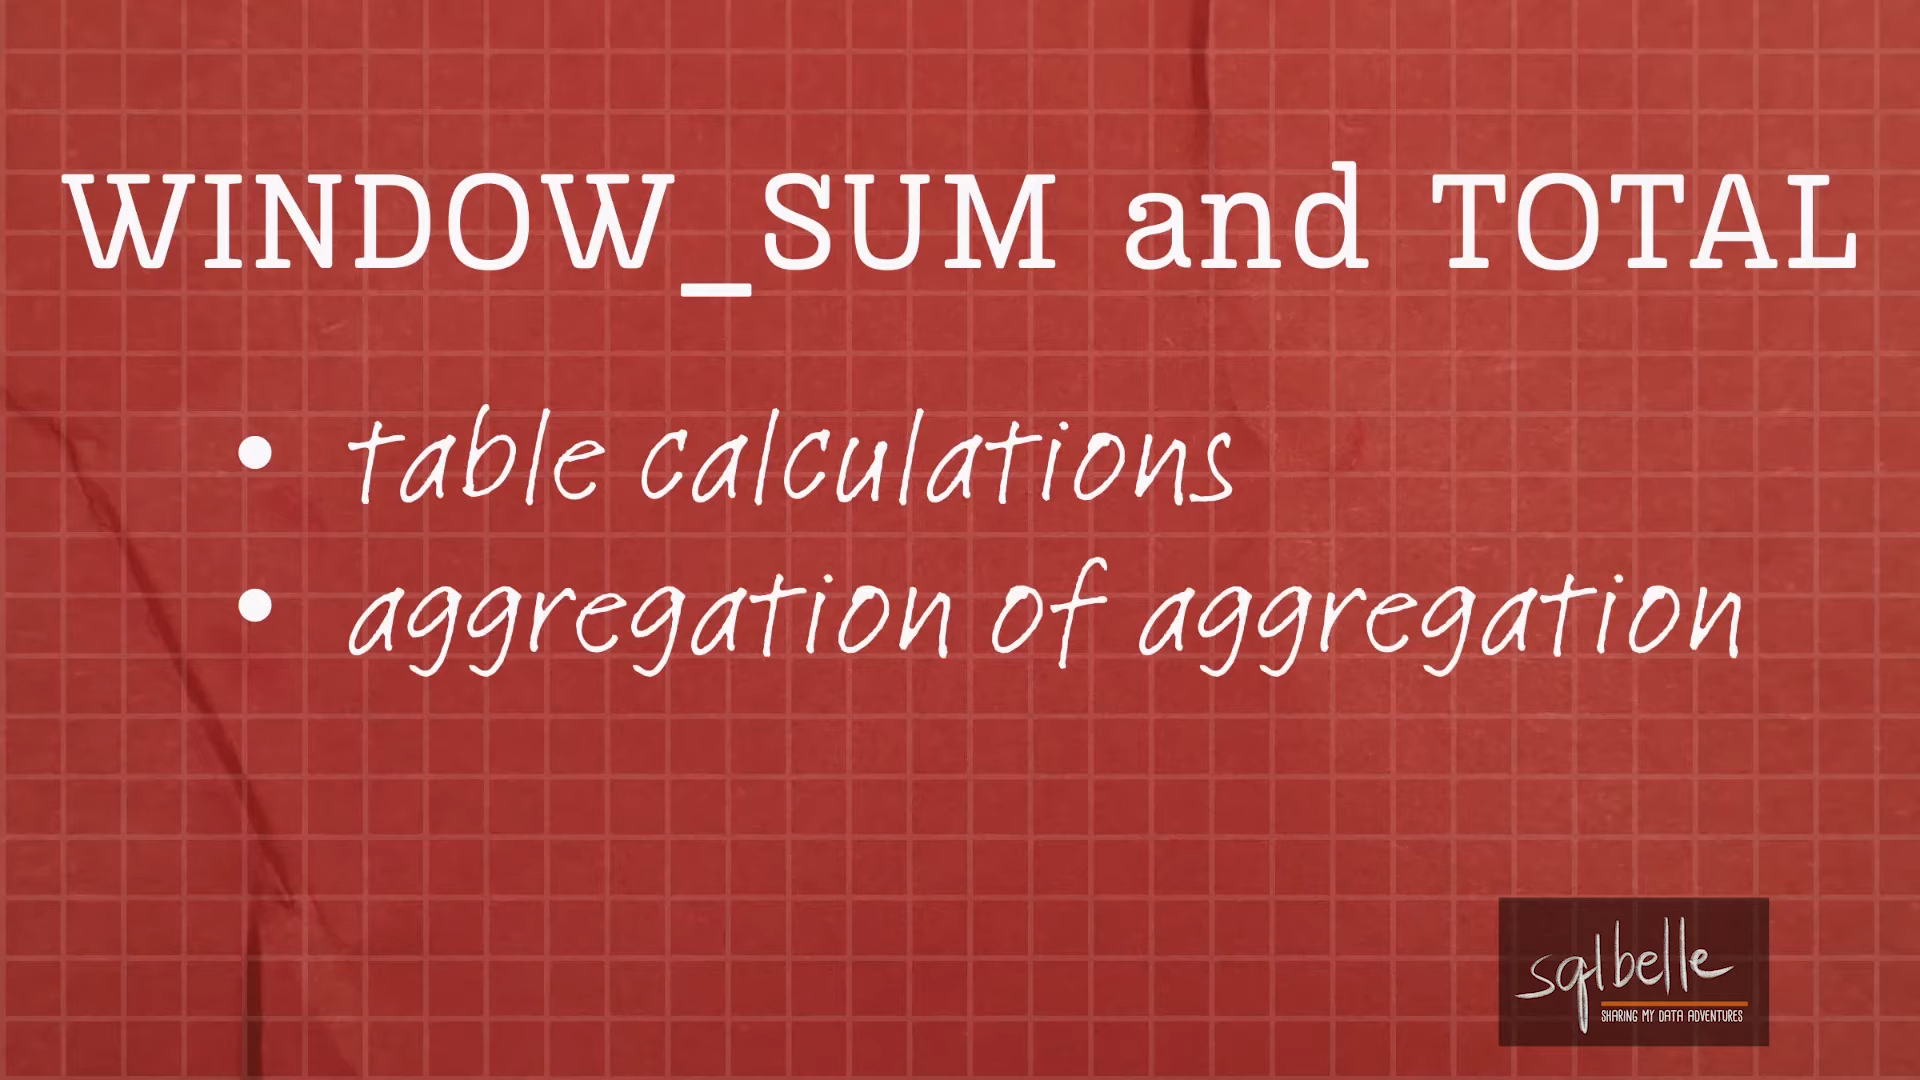 WINDOW_SUM and TOTAL
• table calculations
• aggregation of aggregation
sqlbelle
SHARING MY DATA ADVENTURES